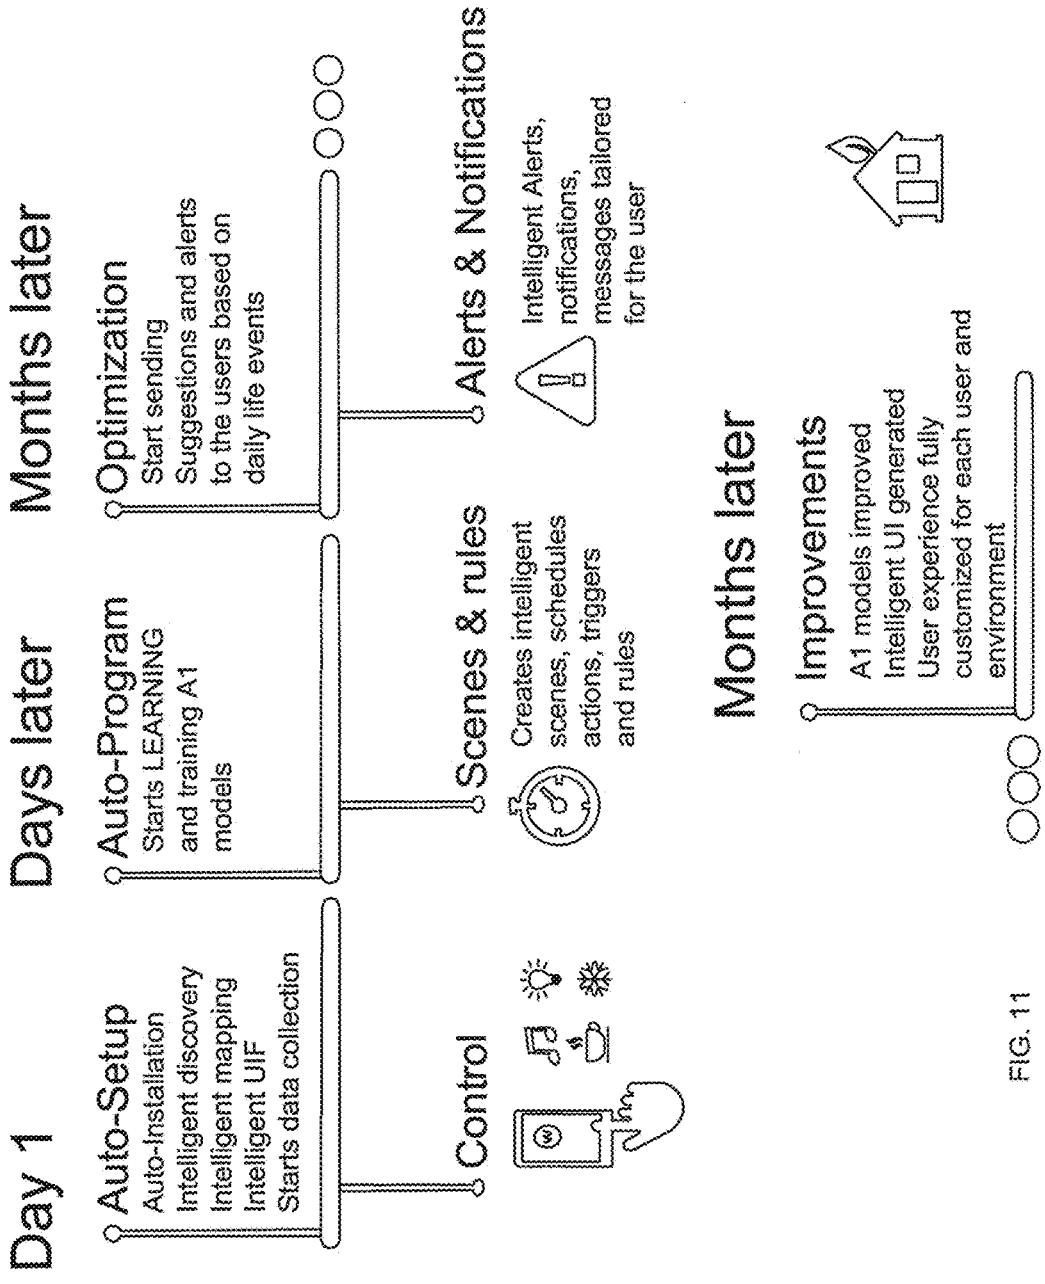 Day 1
Auto-Setup
Auto-Installation
Intelligent discovery
Intelligent mapping
Intelligent UIF
Starts data collection
Control
Days later
Auto-Program
Starts LEARNING
and training A1
models
Scenes & rules
Creates intelligent
scenes, schedules
actions, triggers
and rules
Months later
Optimization
Start sending
Suggestions and alerts
to the users based on
daily life events
Alerts & Notifications
Intelligent Alerts,
notifications,
messages tailored
for the user
Months later
Improvements
A1 models improved
Intelligent UI generated
User experience fully
customized for each user and
environment
FIG. 11